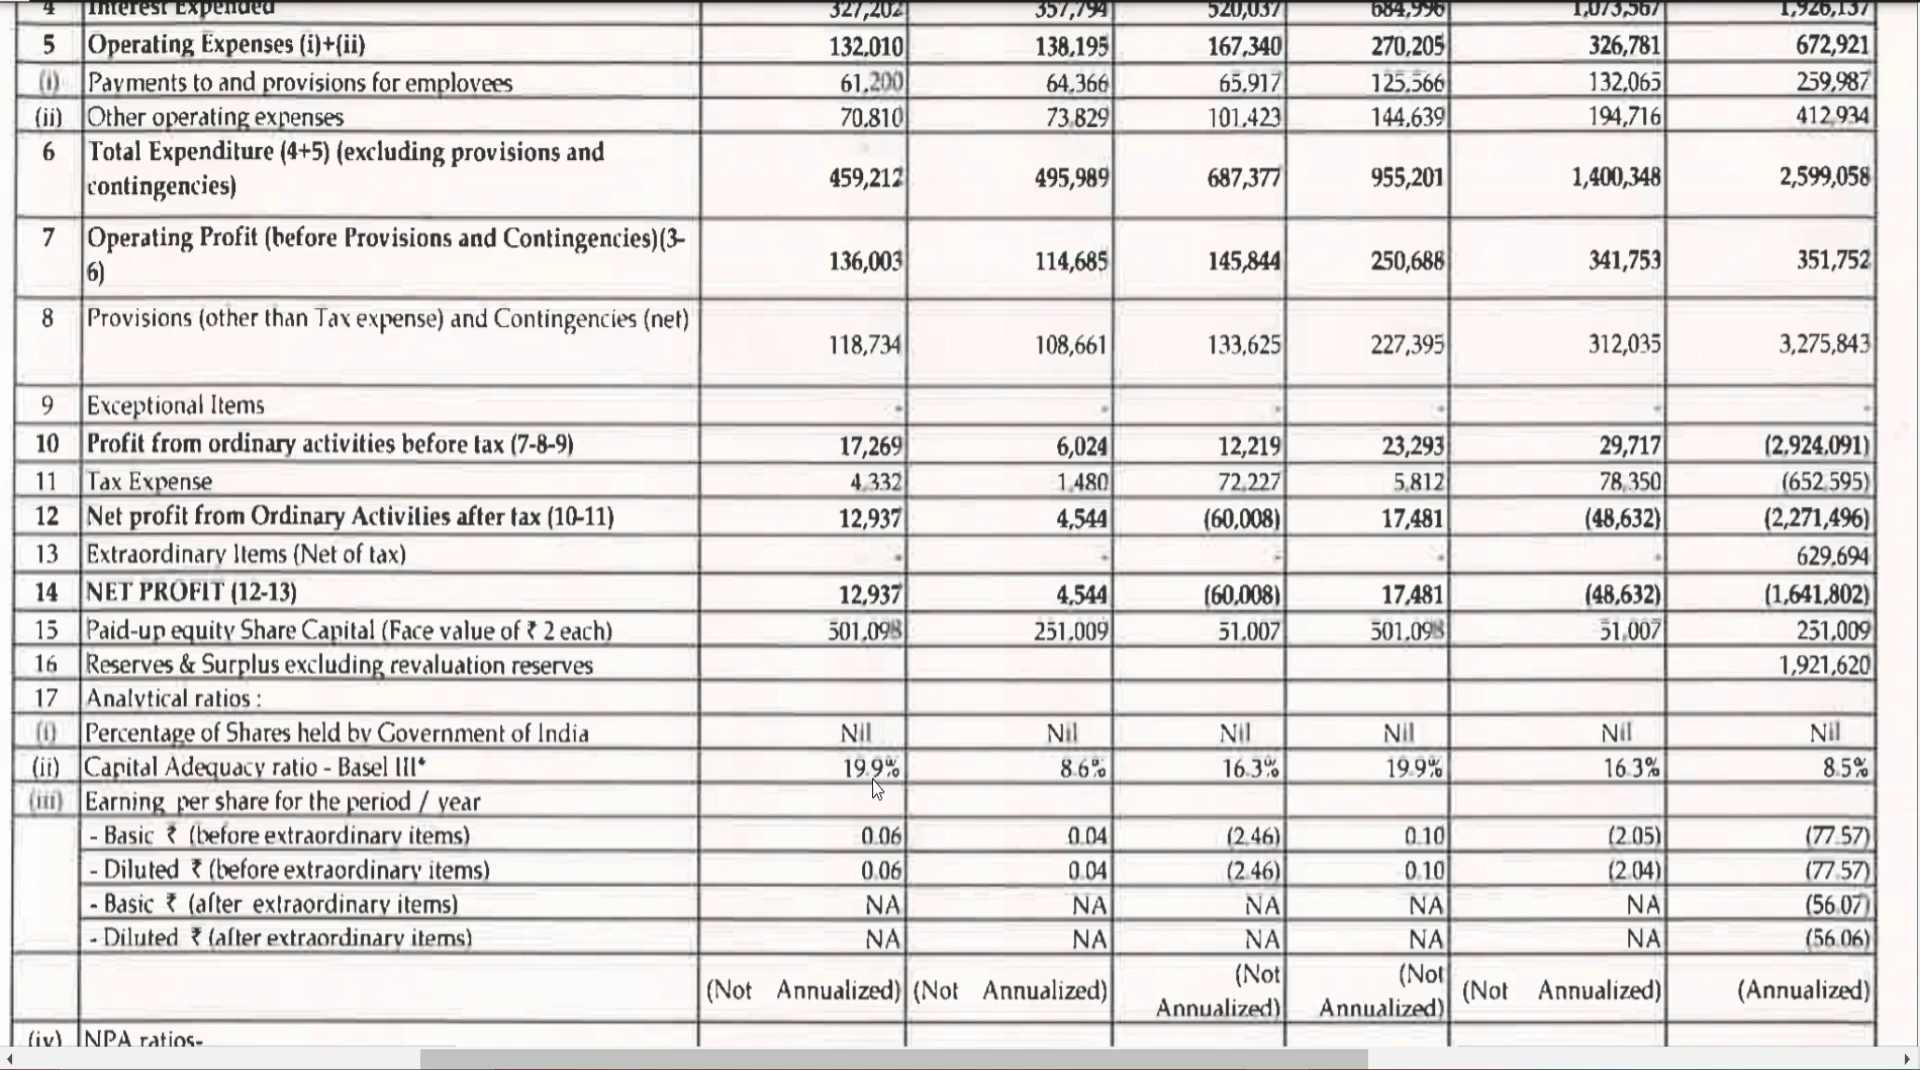 4 Interest Expended 327,202 357,794 520,037 684,996 1,073,567 1,926,137
5 Operating Expenses (i)+(ii) 132,010 138,195 167,340 270,205 326,781 672,921
(i) Payments to and provisions for employees 61,200 64,366 65,917 125,566 132,065 259,987
(ii) Other operating expenses 70,810 73,829 101,423 144,639 194,716 412,934
6 Total Expenditure (4+5) (excluding provisions and
contingencies) 459,212 495,989 687,377 955,201 1,400,348 2,599,058
7 Operating Profit (before Provisions and Contingencies)(3-
6) 136,003 114,685 145,844 250,688 341,753 351,752
8 Provisions (other than Tax expense) and Contingencies (net)
118,734 108,661 133,625 227,395 312,035 3,275,843
9 Exceptional Items - - - - - -
10 Profit from ordinary activities before tax (7-8-9) 17,269 6,024 12,219 23,293 29,717 (2,924,091)
11 Tax Expense 4,332 1,480 72,227 5,812 78,350 (652,595)
12 Net profit from Ordinary Activities after tax (10-11) 12,937 4,544 (60,008) 17,481 (48,632) (2,271,496)
13 Extraordinary Items (Net of tax) - - - - - 629,694
14 NET PROFIT (12-13) 12,937 4,544 (60,008) 17,481 (48,632) (1,641,802)
15 Paid-up equity Share Capital (Face value of ₹ 2 each) 501,098 251,009 51,007 501,098 51,007 251,009
16 Reserves & Surplus excluding revaluation reserves 1,921,620
17 Analytical ratios :
(i) Percentage of Shares held by Government of India Nil Nil Nil Nil Nil Nil
(ii) Capital Adequacy ratio - Basel III* 19.9% 8.6% 16.3% 19.9% 16.3% 8.5%
(iii) Earning per share for the period / year
- Basic ₹ (before extraordinary items) 0.06 0.04 (2.46) 0.10 (2.05) (77.57)
- Diluted ₹ (before extraordinary items) 0.06 0.04 (2.46) 0.10 (2.04) (77.57)
- Basic ₹ (after extraordinary items) NA NA NA NA NA (56.07)
- Diluted ₹ (after extraordinary items) NA NA NA NA NA (56.06)
(Not Annualized) (Not Annualized) (Not Annualized) (Not Annualized) (Not Annualized) (Annualized)
(iv) NPA ratios-